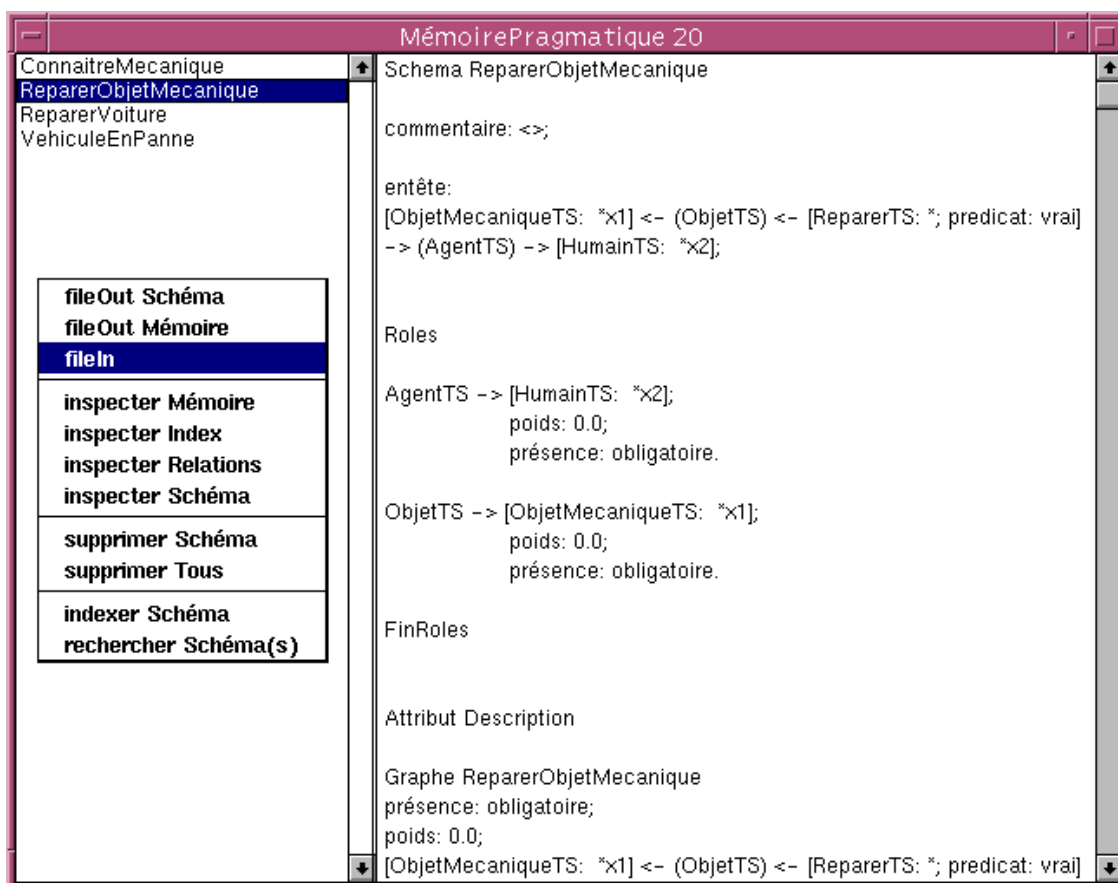 MémoirePragmatique 20
ConnaitreMecanique
ReparerObjetMecanique
ReparerVoiture
VehiculeEnPanne
fileOut Schéma
fileOut Mémoire
fileIn
inspecter Mémoire
inspecter Index
inspecter Relations
inspecter Schéma
supprimer Schéma
supprimer Tous
indexer Schéma
rechercher Schéma(s)
Schema ReparerObjetMecanique
commentaire: <>;
entête:
[ObjetMecaniqueTS: *x1] <- (ObjetTS) <- [ReparerTS: *; predicat: vrai]
-> (AgentTS) -> [HumainTS: *x2];
Roles
AgentTS -> [HumainTS: *x2];
poids: 0.0;
présence: obligatoire.
ObjetTS -> [ObjetMecaniqueTS: *x1];
poids: 0.0;
présence: obligatoire.
FinRoles
Attribut Description
Graphe ReparerObjetMecanique
présence: obligatoire;
poids: 0.0;
[ObjetMecaniqueTS: *x1] <- (ObjetTS) <- [ReparerTS: *; predicat: vrai]